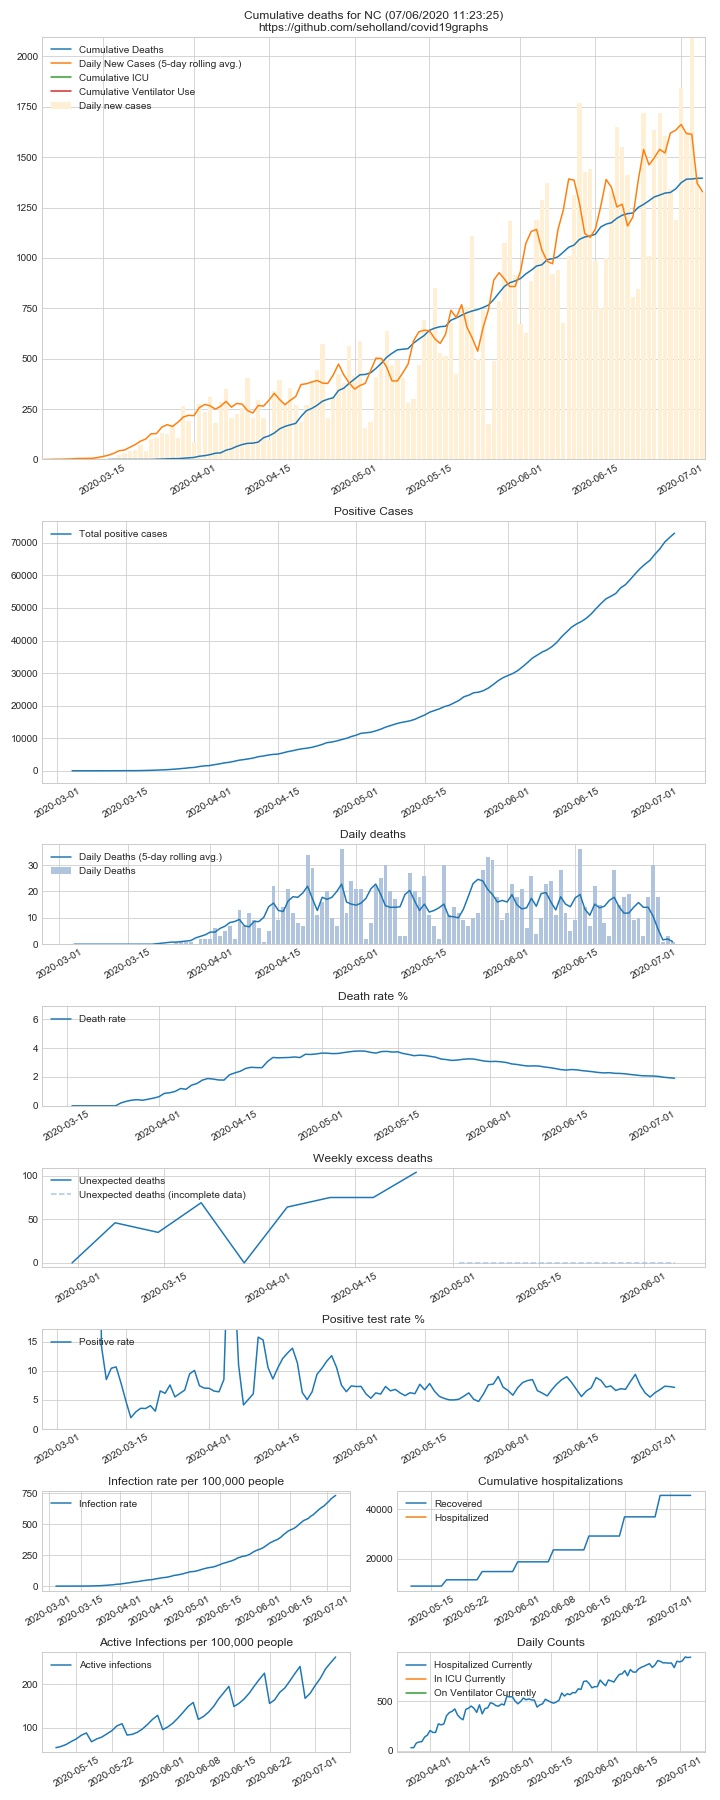 Cumulative deaths for NC (07/06/2020 11:23:25)
https://github.com/seholland/covid19graphs
Cumulative Deaths
Daily New Cases (5-day rolling avg.)
Cumulative ICU
Cumulative Ventilator Use
Daily new cases
2000
1750
1500
1250
1000
750
500
250
0
2020-03-15 2020-04-01 2020-04-15 2020-05-01 2020-05-15 2020-06-01 2020-06-15 2020-07-01
Positive Cases
Total positive cases
70000
60000
50000
40000
30000
20000
10000
0
2020-03-01 2020-03-15 2020-04-01 2020-04-15 2020-05-01 2020-05-15 2020-06-01 2020-06-15 2020-07-01
Daily deaths
Daily Deaths (5-day rolling avg.)
Daily Deaths
30
20
10
0
2020-03-01 2020-03-15 2020-04-01 2020-04-15 2020-05-01 2020-05-15 2020-06-01 2020-06-15 2020-07-01
Death rate %
Death rate
6
4
2
0
2020-03-15 2020-04-01 2020-04-15 2020-05-01 2020-05-15 2020-06-01 2020-06-15 2020-07-01
Weekly excess deaths
Unexpected deaths
Unexpected deaths (incomplete data)
100
50
0
2020-03-01 2020-03-15 2020-04-01 2020-04-15 2020-05-01 2020-05-15 2020-06-01
Positive test rate %
Positive rate
15
10
5
0
2020-03-01 2020-03-15 2020-04-01 2020-04-15 2020-05-01 2020-05-15 2020-06-01 2020-06-15 2020-07-01
Infection rate per 100,000 people
Infection rate
750
500
250
0
2020-03-01 2020-03-15 2020-04-01 2020-04-15 2020-05-01 2020-05-15 2020-06-01 2020-06-15 2020-07-01
Cumulative hospitalizations
Recovered
Hospitalized
40000
20000
2020-05-15 2020-05-22 2020-06-01 2020-06-08 2020-06-15 2020-06-22 2020-07-01
Active Infections per 100,000 people
Active infections
200
100
2020-05-15 2020-05-22 2020-06-01 2020-06-08 2020-06-15 2020-06-22 2020-07-01
Daily Counts
Hospitalized Currently
In ICU Currently
On Ventilator Currently
500
0
2020-04-01 2020-04-15 2020-05-01 2020-05-15 2020-06-01 2020-06-15 2020-07-01